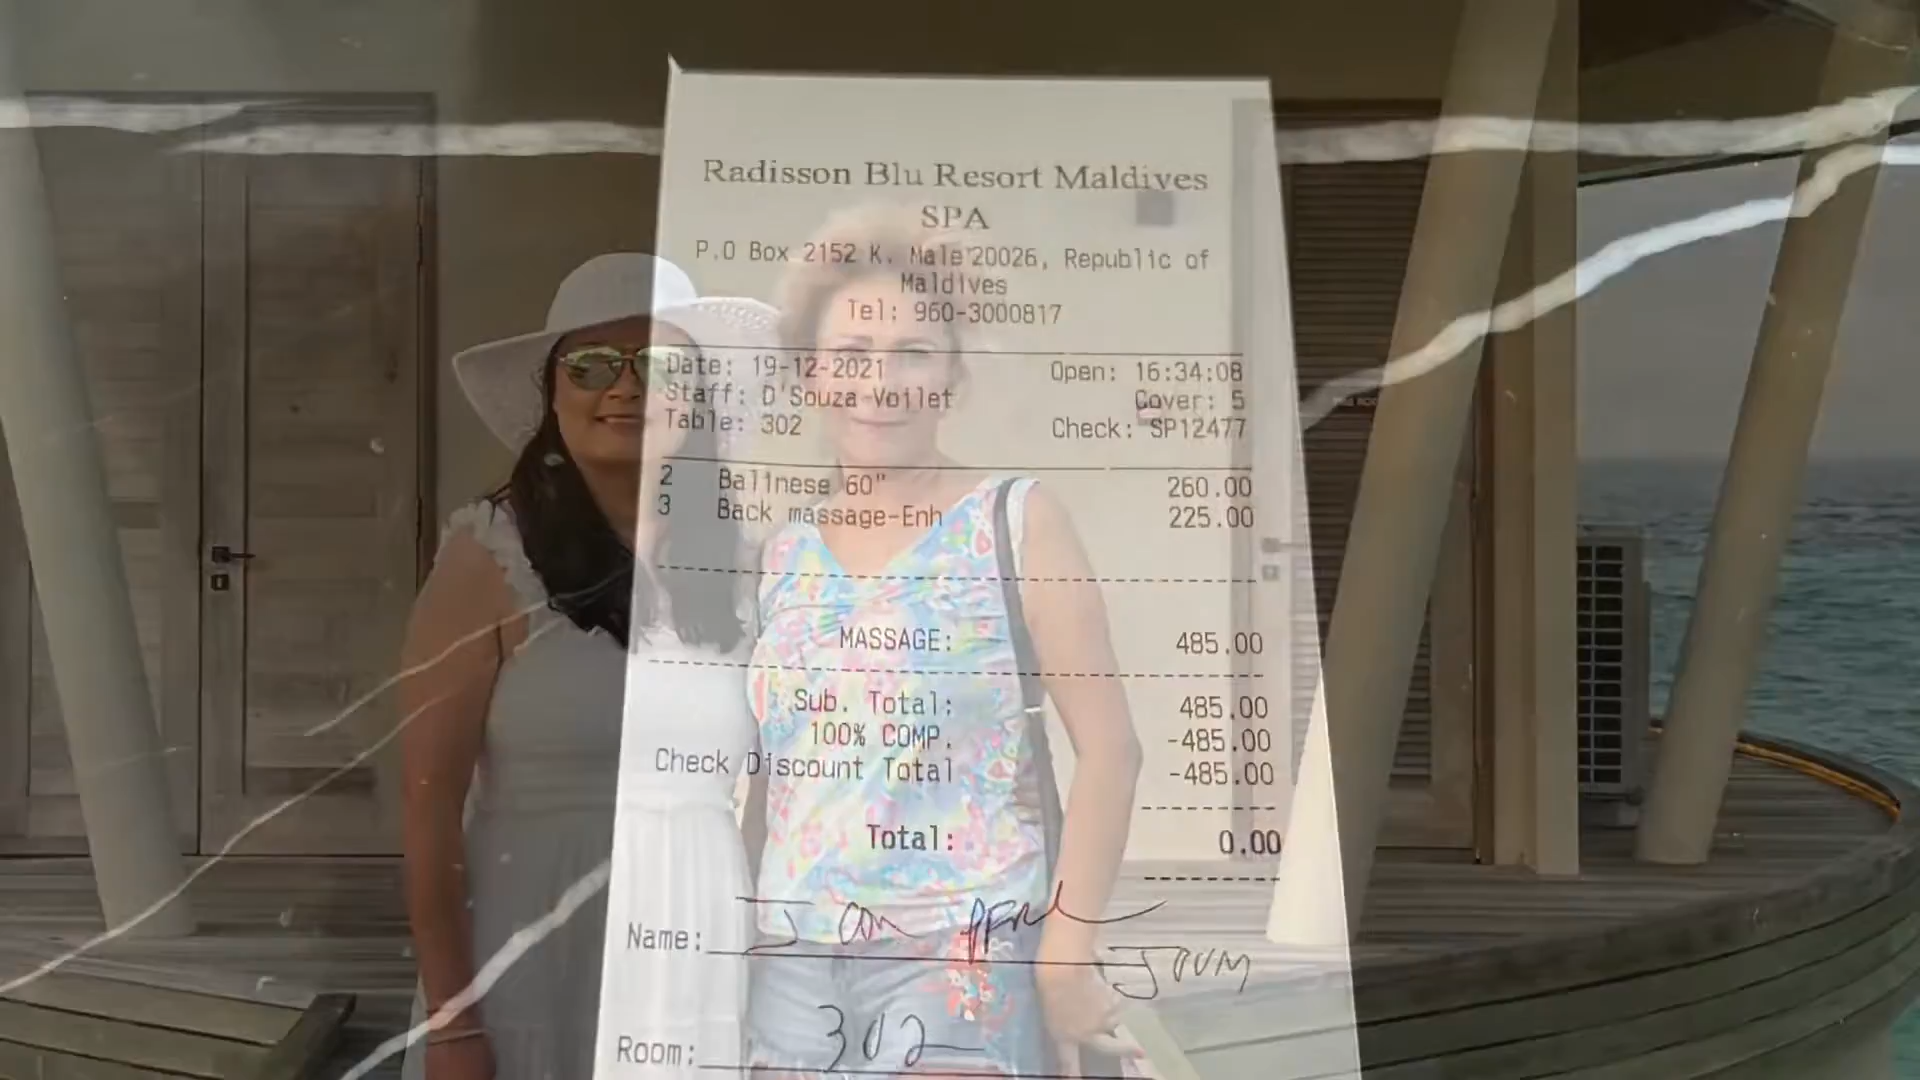 Radisson Blu Resort Maldives
SPA
P.O Box 2152 K. Male'20026, Republic of
Maldives
Tel: 960-3000817
Date: 19-12-2021 Open: 16:34:08
Staff: D'Souza-Voilet Cover: 5
Table: 302 Check: SP12477
2 Balinese 60" 260.00
3 Back massage-Enh 225.00
MASSAGE: 485.00
Sub. Total: 485.00
100% COMP. -485.00
Check Discount Total -485.00
Total: 0.00
Name:
Room: 302